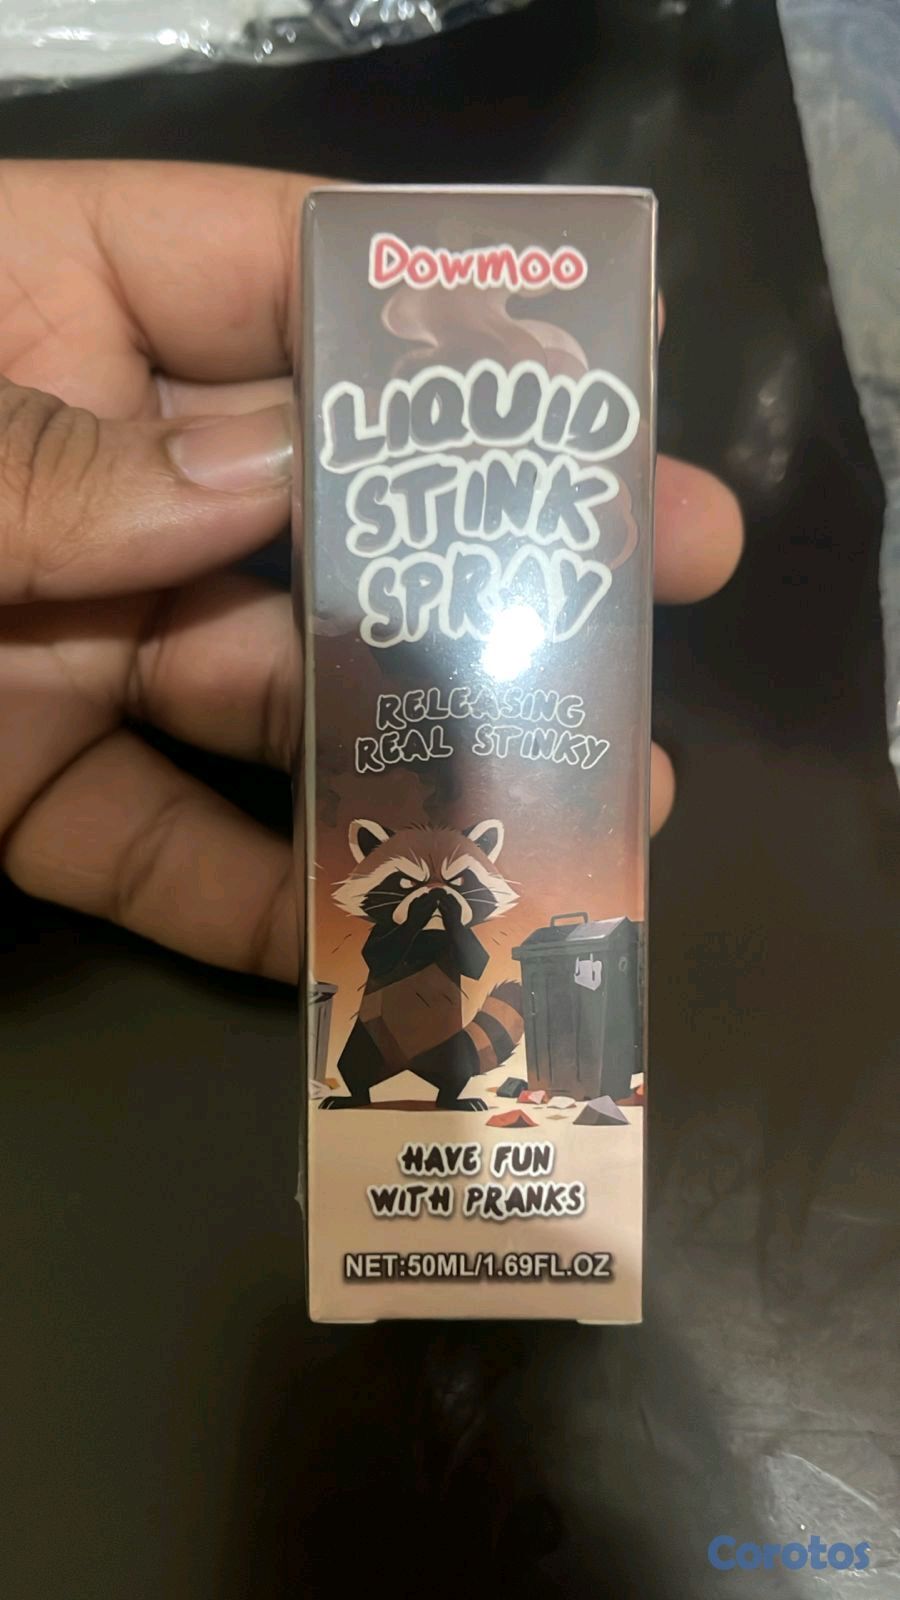 Dowmoo
LIQUID
STINK
SPRAY
RELEASING
REAL STINKY
HAVE FUN
WITH PRANKS
NET:50ML/1.69FL.OZ
Corotos